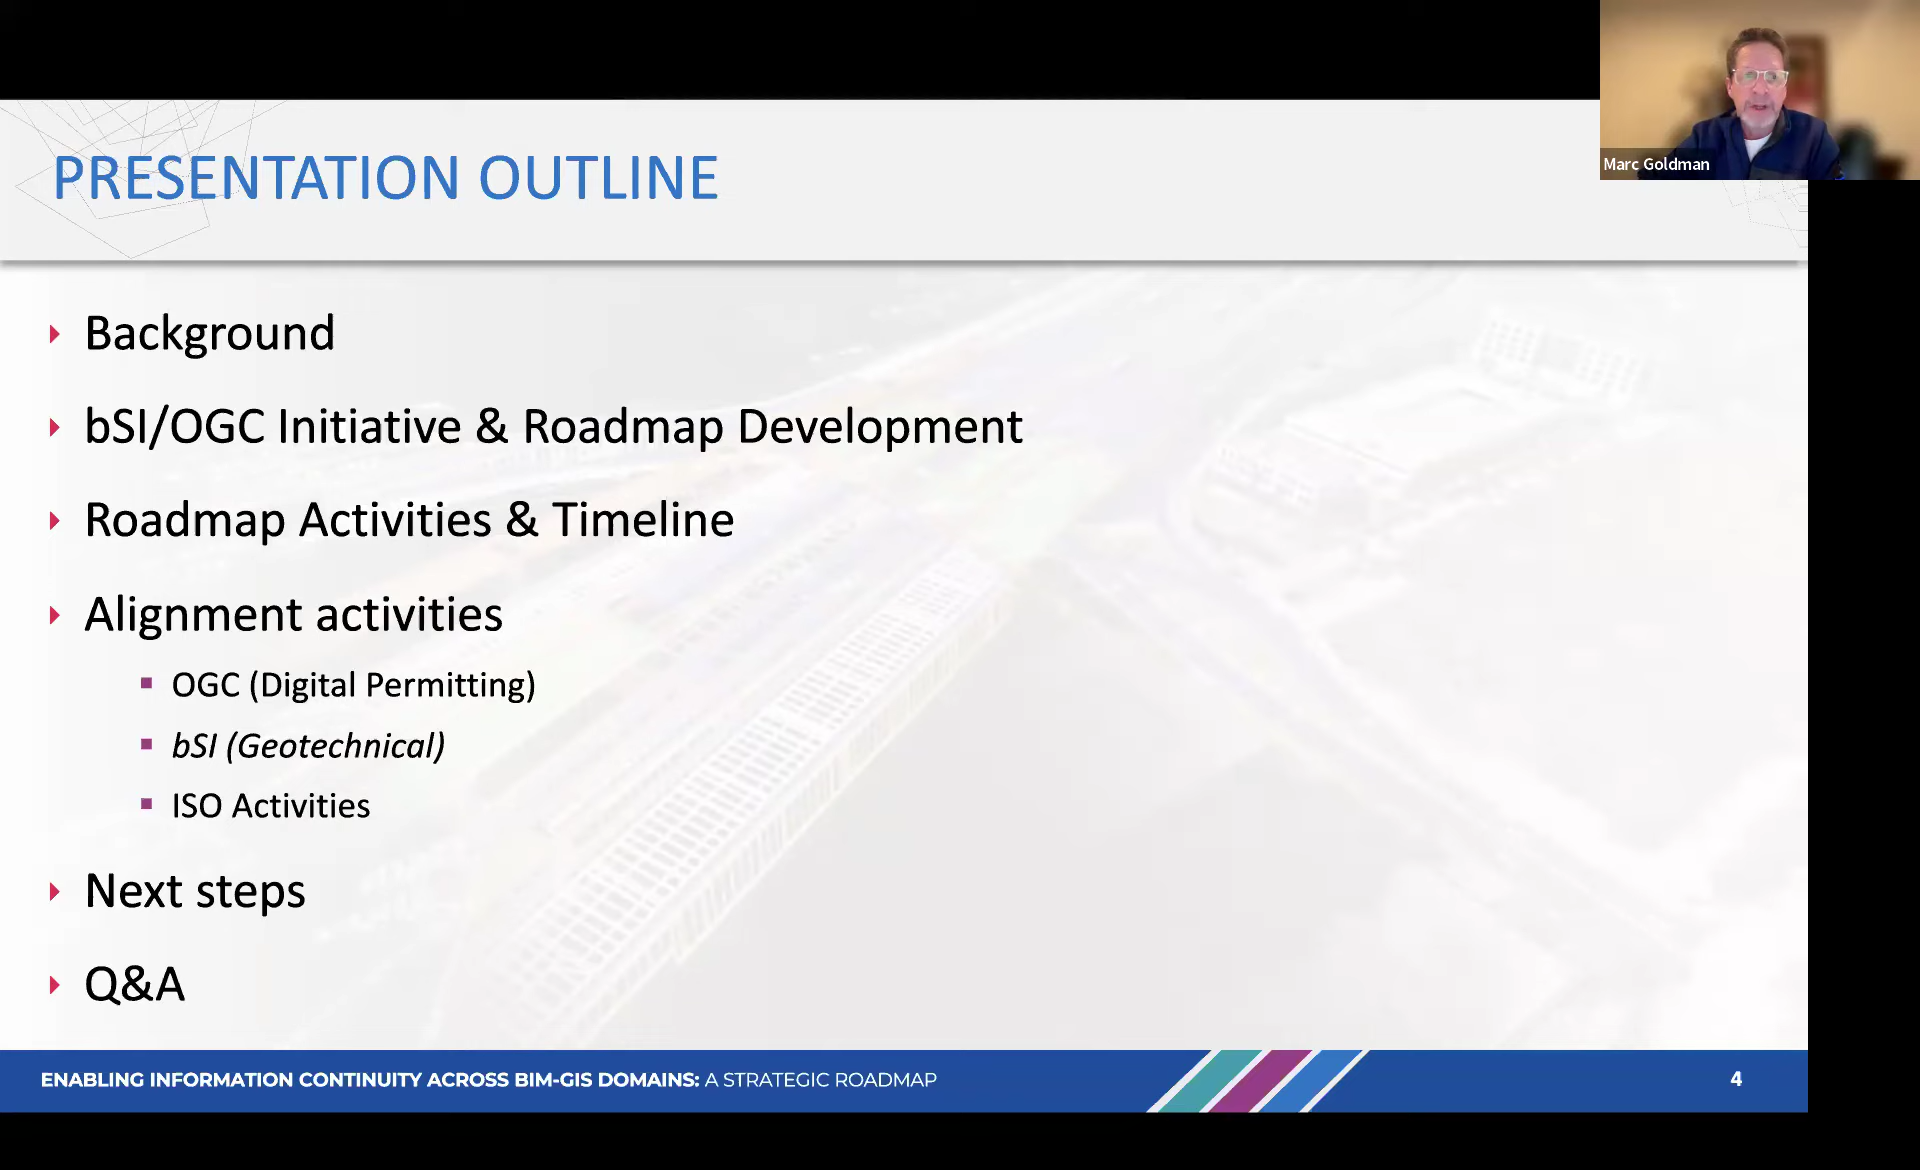 Marc Goldman
PRESENTATION OUTLINE
Background
bSI/OGC Initiative & Roadmap Development
Roadmap Activities & Timeline
Alignment activities
OGC (Digital Permitting)
bSI (Geotechnical)
ISO Activities
Next steps
Q&A
ENABLING INFORMATION CONTINUITY ACROSS BIM-GIS DOMAINS: A STRATEGIC ROADMAP
4